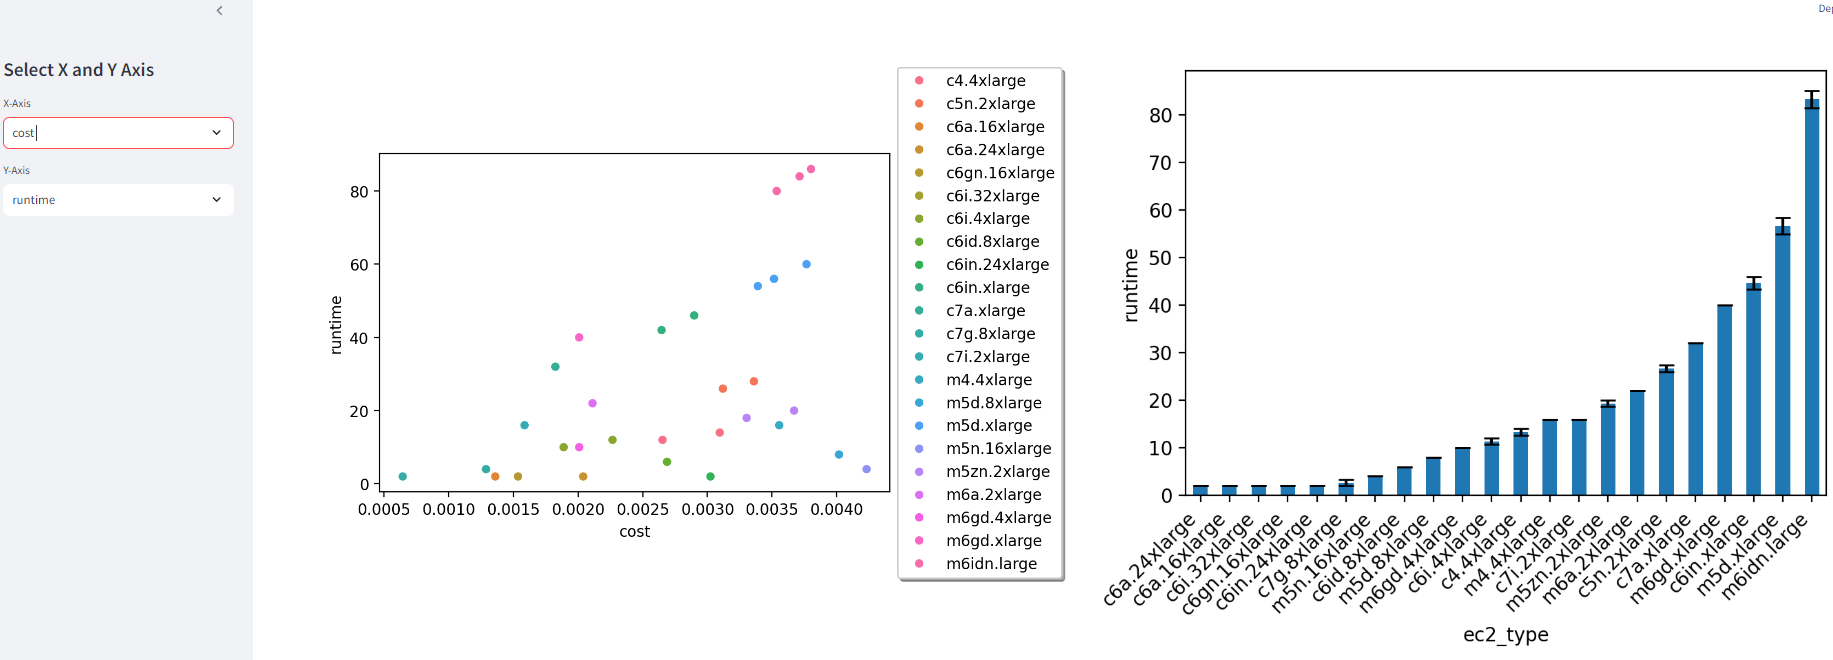 Dep
Select X and Y Axis
X-Axis
cost
Y-Axis
runtime
runtime
80
60
40
20
0
0.0005 0.0010 0.0015 0.0020 0.0025 0.0030 0.0035 0.0040
cost
c4.4xlarge
c5n.2xlarge
c6a.16xlarge
c6a.24xlarge
c6gn.16xlarge
c6i.32xlarge
c6i.4xlarge
c6id.8xlarge
c6in.24xlarge
c6in.xlarge
c7a.xlarge
c7g.8xlarge
c7i.2xlarge
m4.4xlarge
m5d.8xlarge
m5d.xlarge
m5n.16xlarge
m5zn.2xlarge
m6a.2xlarge
m6gd.4xlarge
m6gd.xlarge
m6idn.large
runtime
80
70
60
50
40
30
20
10
0
c6a.24xlarge
c6a.16xlarge
c6i.32xlarge
c6gn.16xlarge
c6in.24xlarge
c7g.8xlarge
m5n.16xlarge
c6id.8xlarge
m5d.8xlarge
m6gd.4xlarge
c6i.4xlarge
c4.4xlarge
m4.4xlarge
c7i.2xlarge
m5zn.2xlarge
m6a.2xlarge
c5n.2xlarge
c7a.xlarge
m6gd.xlarge
c6in.xlarge
m5d.xlarge
m6idn.large
ec2_type